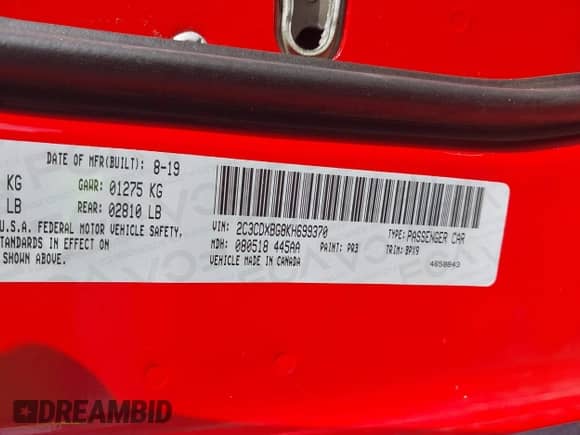 DATE OF MFR(BUILT): 8-19
KG GAWR: 01275 KG
LB REAR: 02810 LB
U.S.A. FEDERAL MOTOR VEHICLE SAFETY,
STANDARDS IN EFFECT ON
SHOWN ABOVE.
VIN: 2C3CDXBG8KH699370
TYPE: PASSENGER CAR
MDH: 080518 445AA PAINT: PR3 TRIM: BPX9
VEHICLE MADE IN CANADA
4658843
DREAMBID